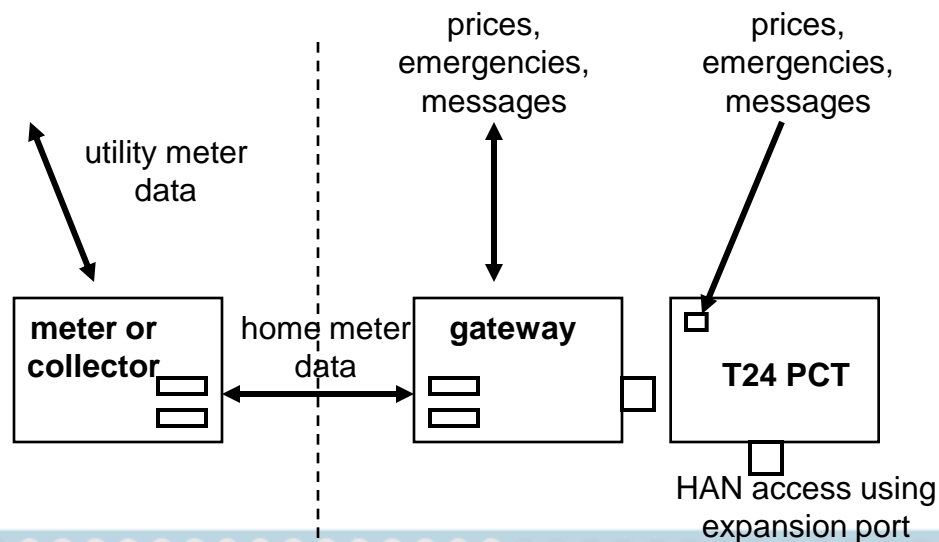 prices,
emergencies,
messages
prices,
emergencies,
messages
utility meter
data
meter or
collector
home meter
data
gateway
T24 PCT
HAN access using
expansion port